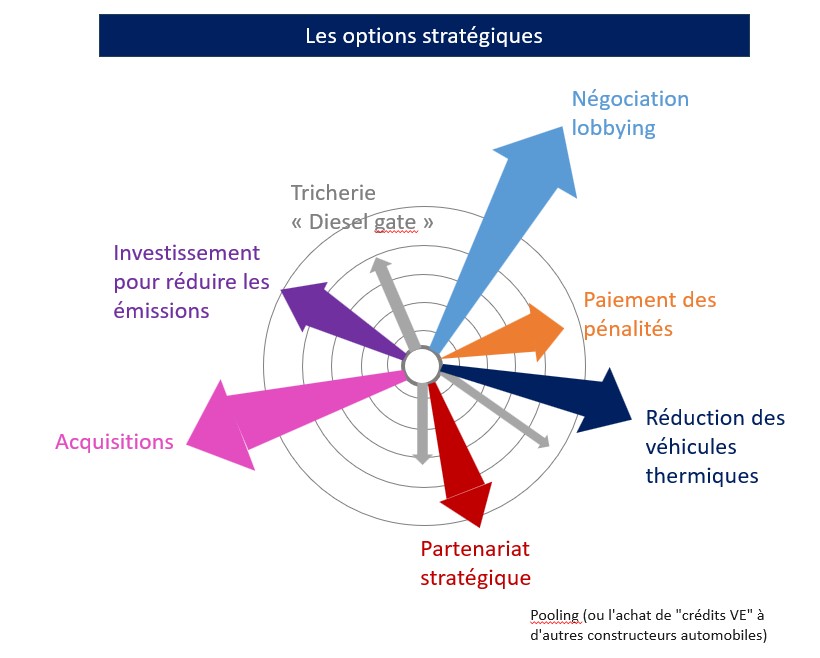 Les options stratégiques
Négociation
lobbying
Tricherie
« Diesel gate »
Investissement
pour réduire les
émissions
Paiement des
pénalités
Acquisitions
Réduction des
véhicules
thermiques
Partenariat
stratégique
Pooling (ou l'achat de "crédits VE" à
d'autres constructeurs automobiles)